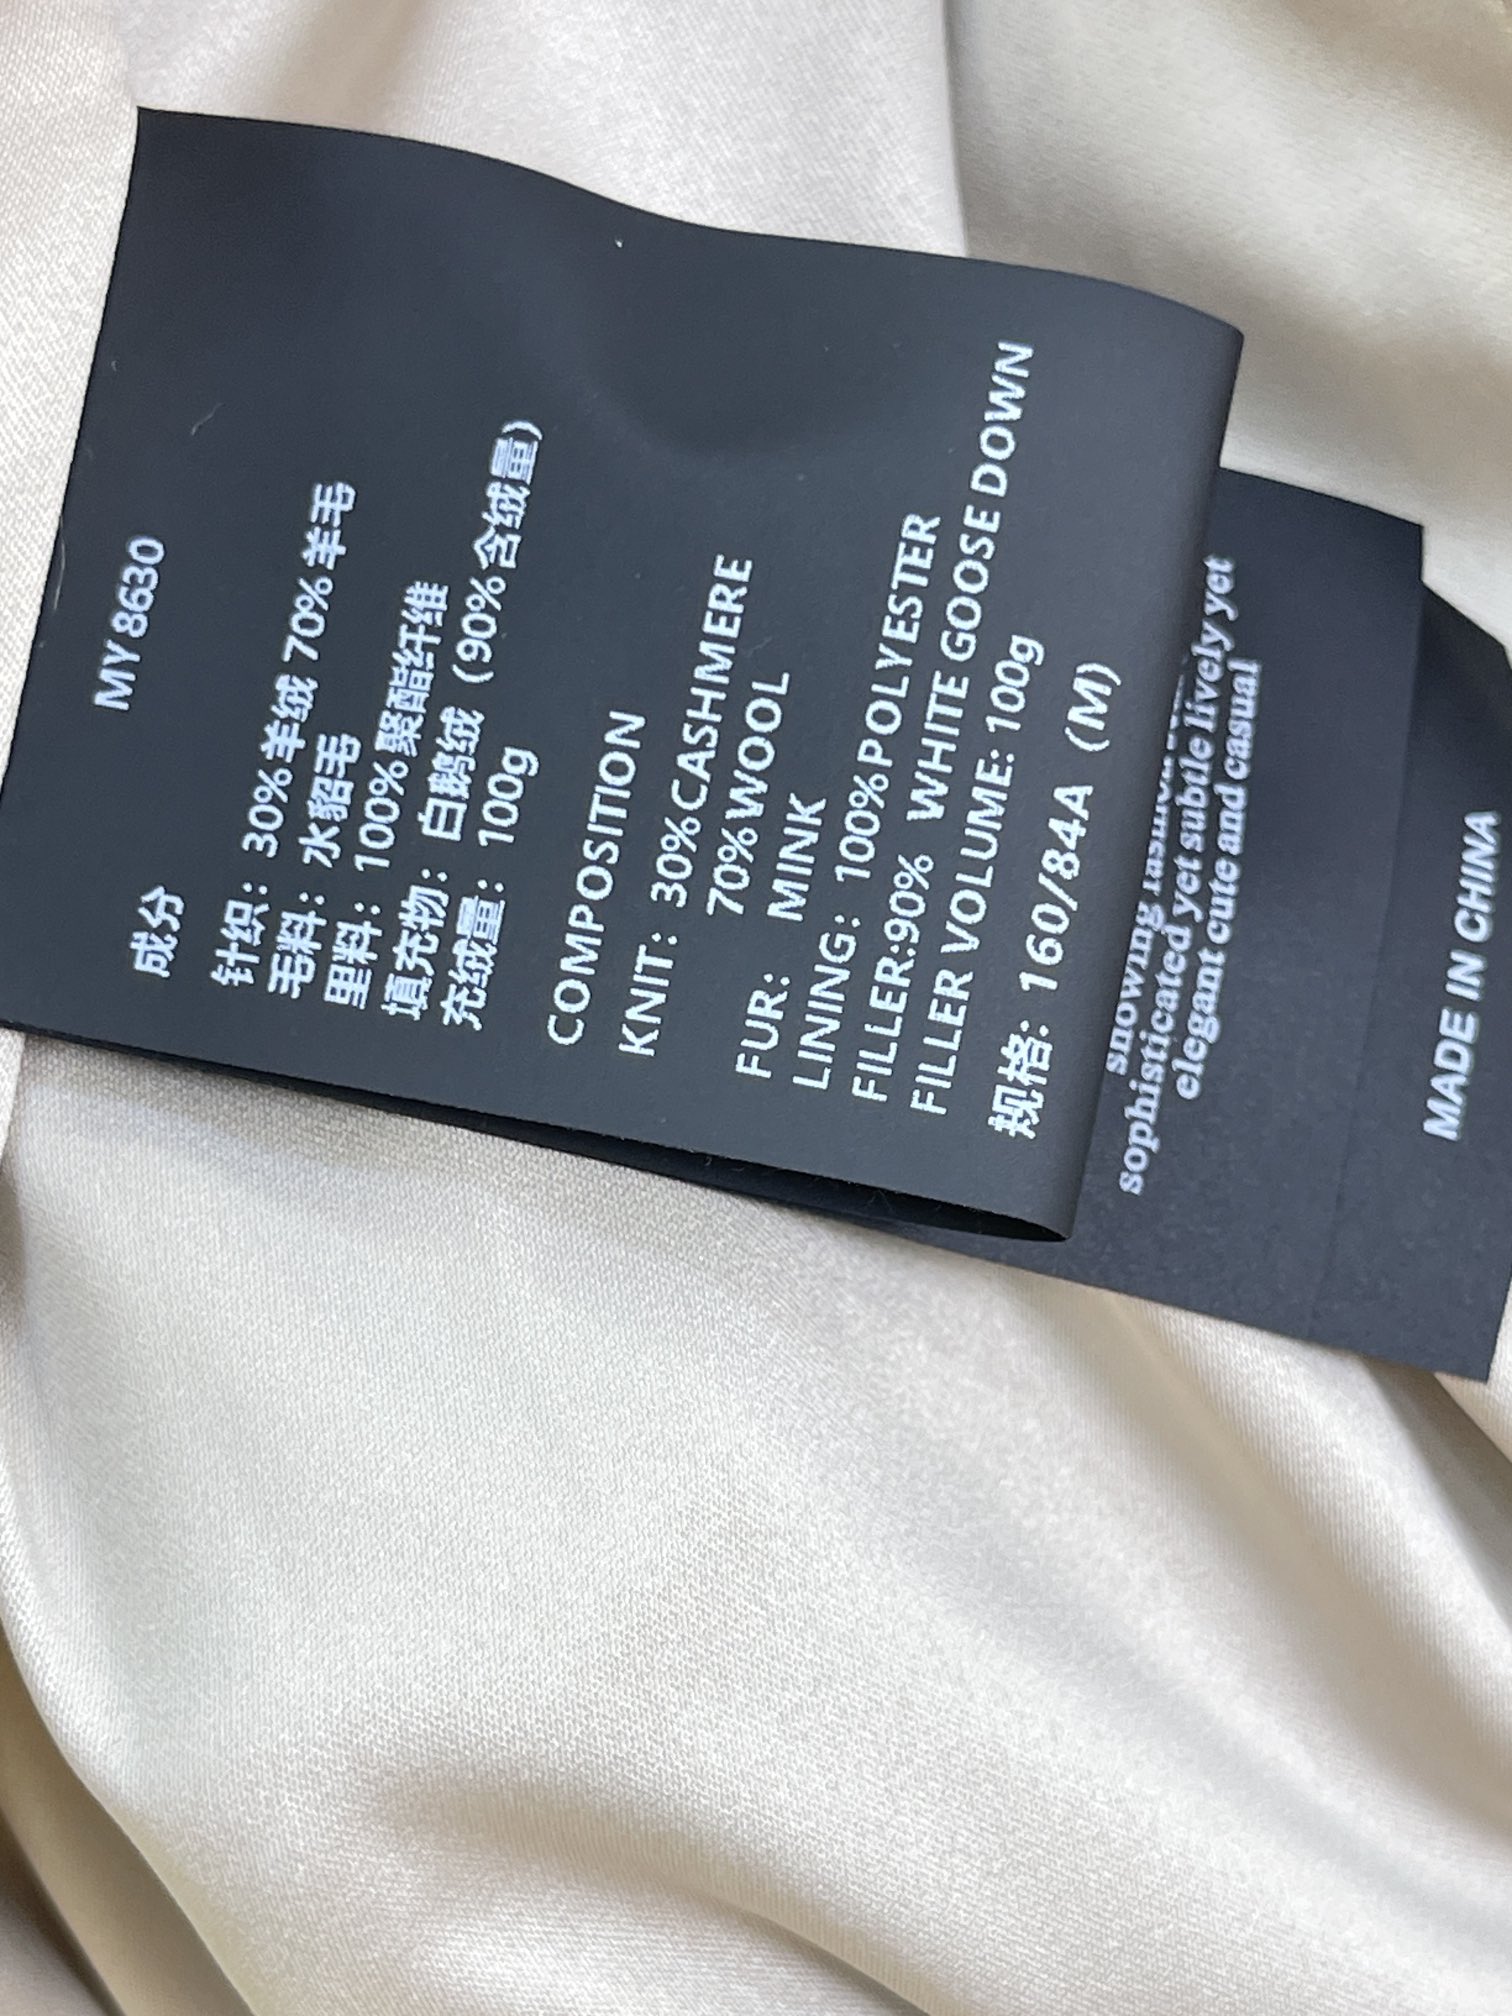 MY 8630
成分
针织：30%羊绒 70%羊毛
毛料：水貂毛
里料：100%聚酯纤维
填充物：白鹅绒（90%含绒量）
充绒量：100g
COMPOSITION
KNIT: 30%CASHMERE
70%WOOL
FUR: MINK
LINING: 100%POLYESTER
FILLER:90% WHITE GOOSE DOWN
FILLER VOLUME: 100g
规格: 160/84A (M)
showing
sophisticated yet subtle lively yet
elegant cute and casual
MADE IN CHINA